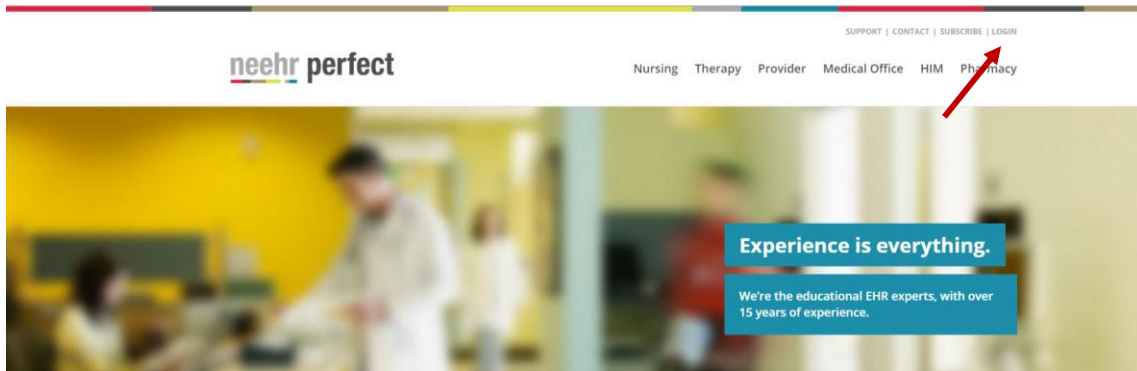 SUPPORT | CONTACT | SUBSCRIBE | LOGIN
neehr perfect
Nursing Therapy Provider Medical Office HIM Pharmacy
Experience is everything.
We're the educational EHR experts, with over
15 years of experience.